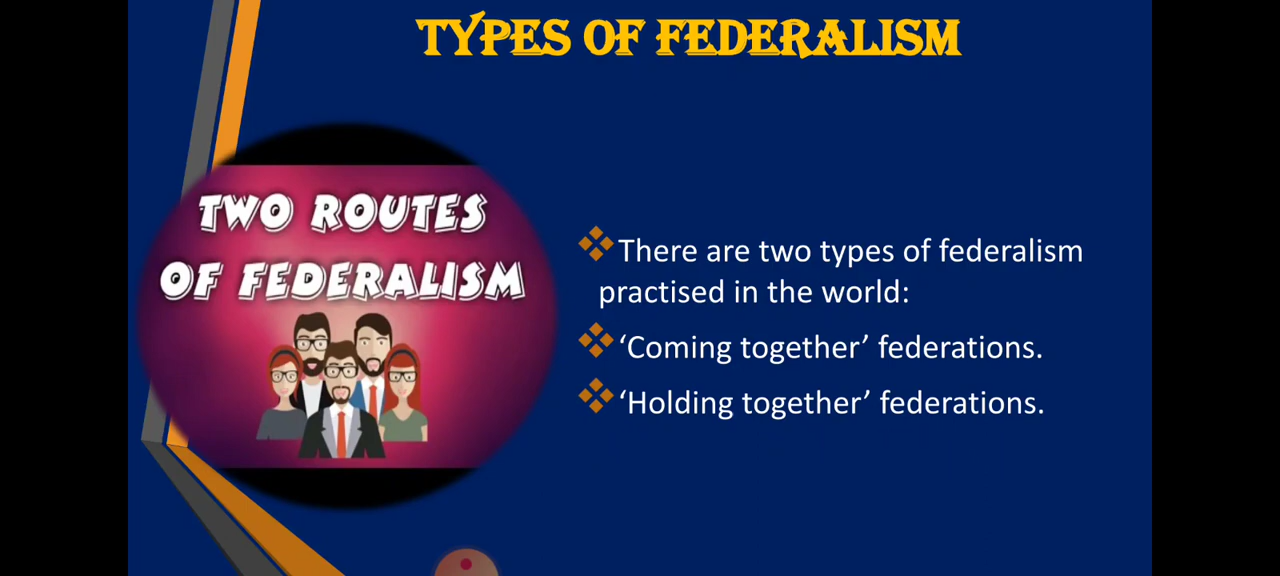 TYPES OF FEDERALISM
TWO ROUTES
OF FEDERALISM
There are two types of federalism
practised in the world:
‘Coming together’ federations.
‘Holding together’ federations.